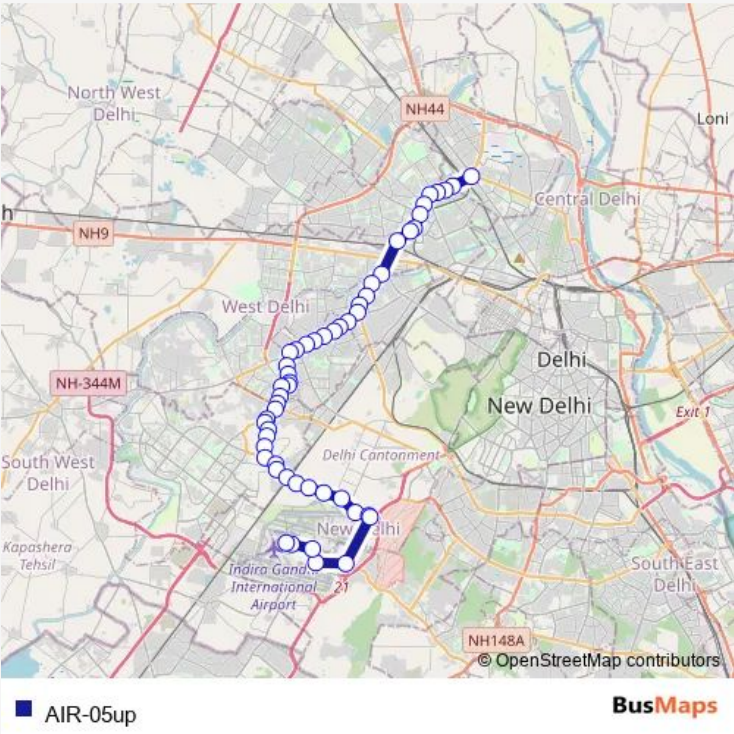 North West
Delhi
NH44
Loni
Central Delhi
h
NH9
West Delhi
Delhi
NH-344M
New Delhi
Exit 1
South West
Delhi
Delhi Cantonment
New Delhi
Kapashera
Tehsil
Indira Gand
International
Airport
21
South East
Delhi
NH148A
© OpenStreetMap contributors
AIR-05up
BusMaps